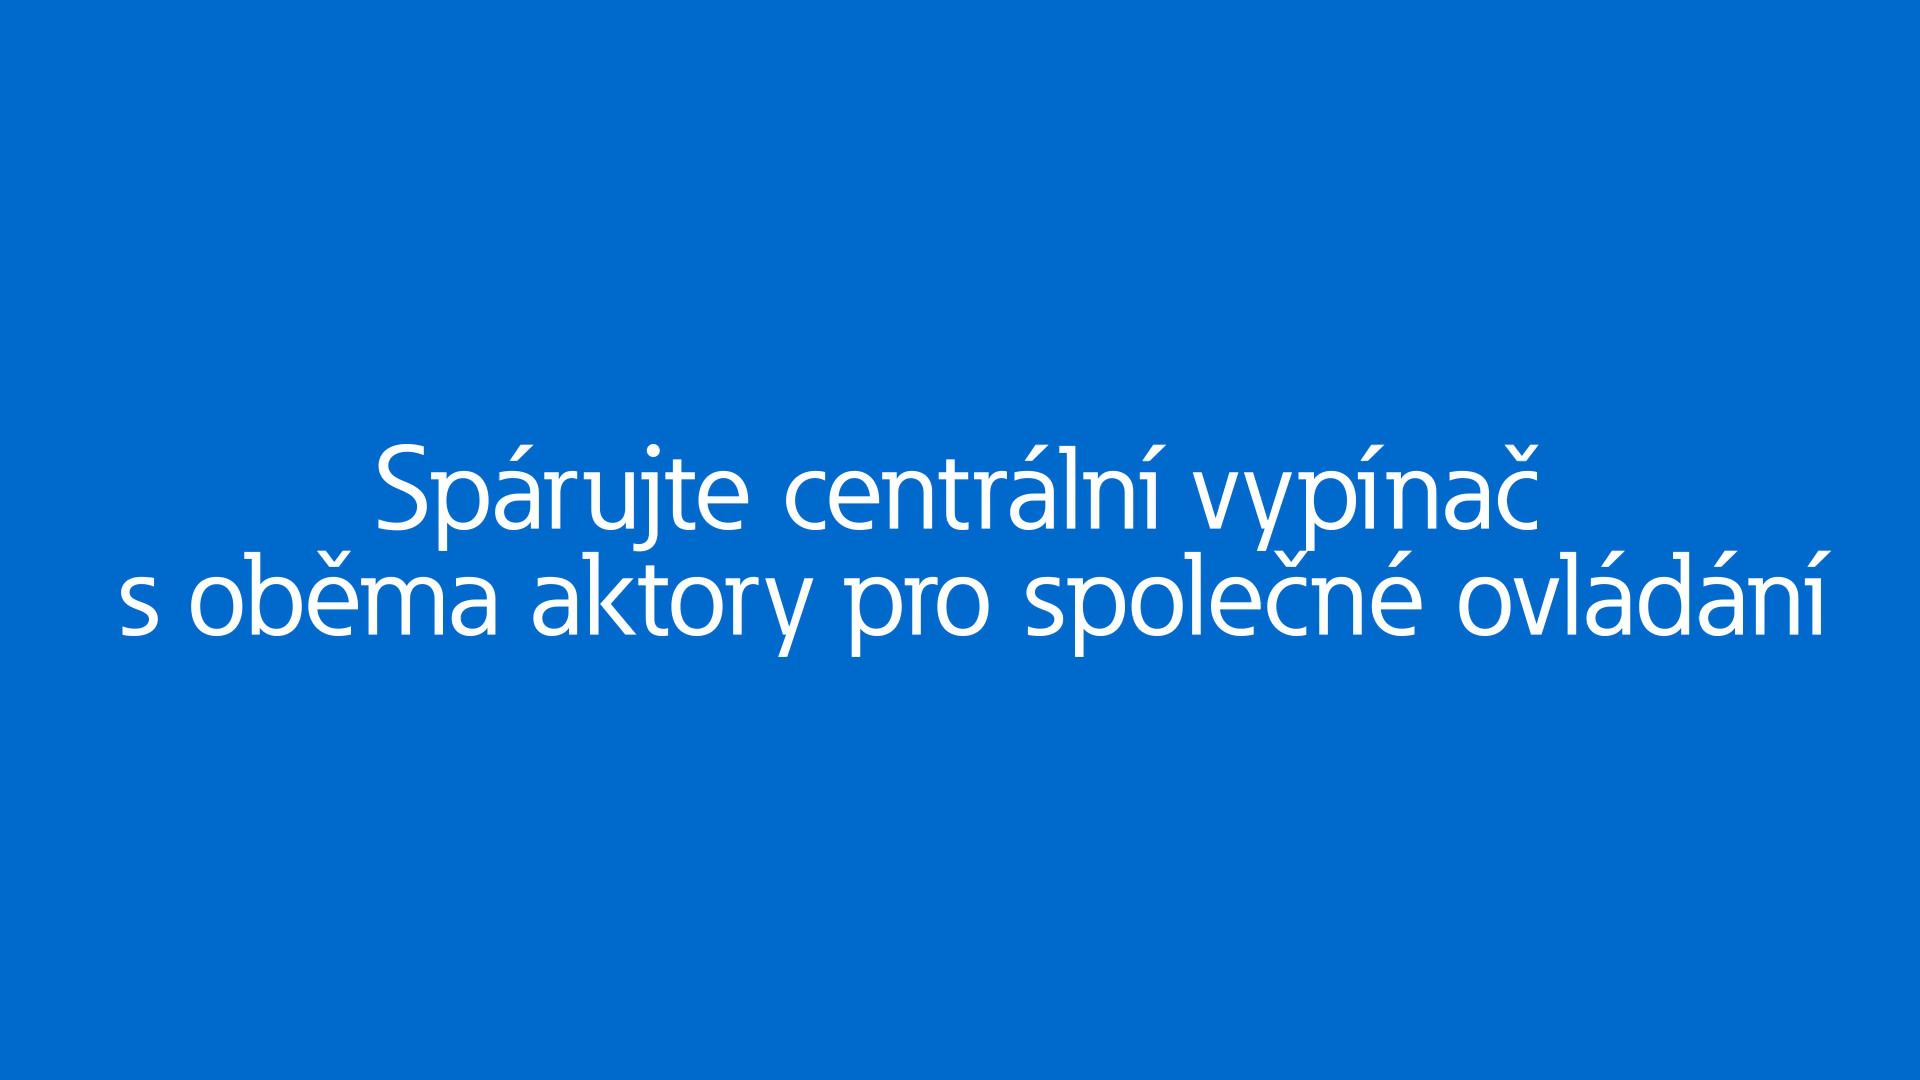 Spárujte centrální vypínač
s oběma aktory pro společné ovládání